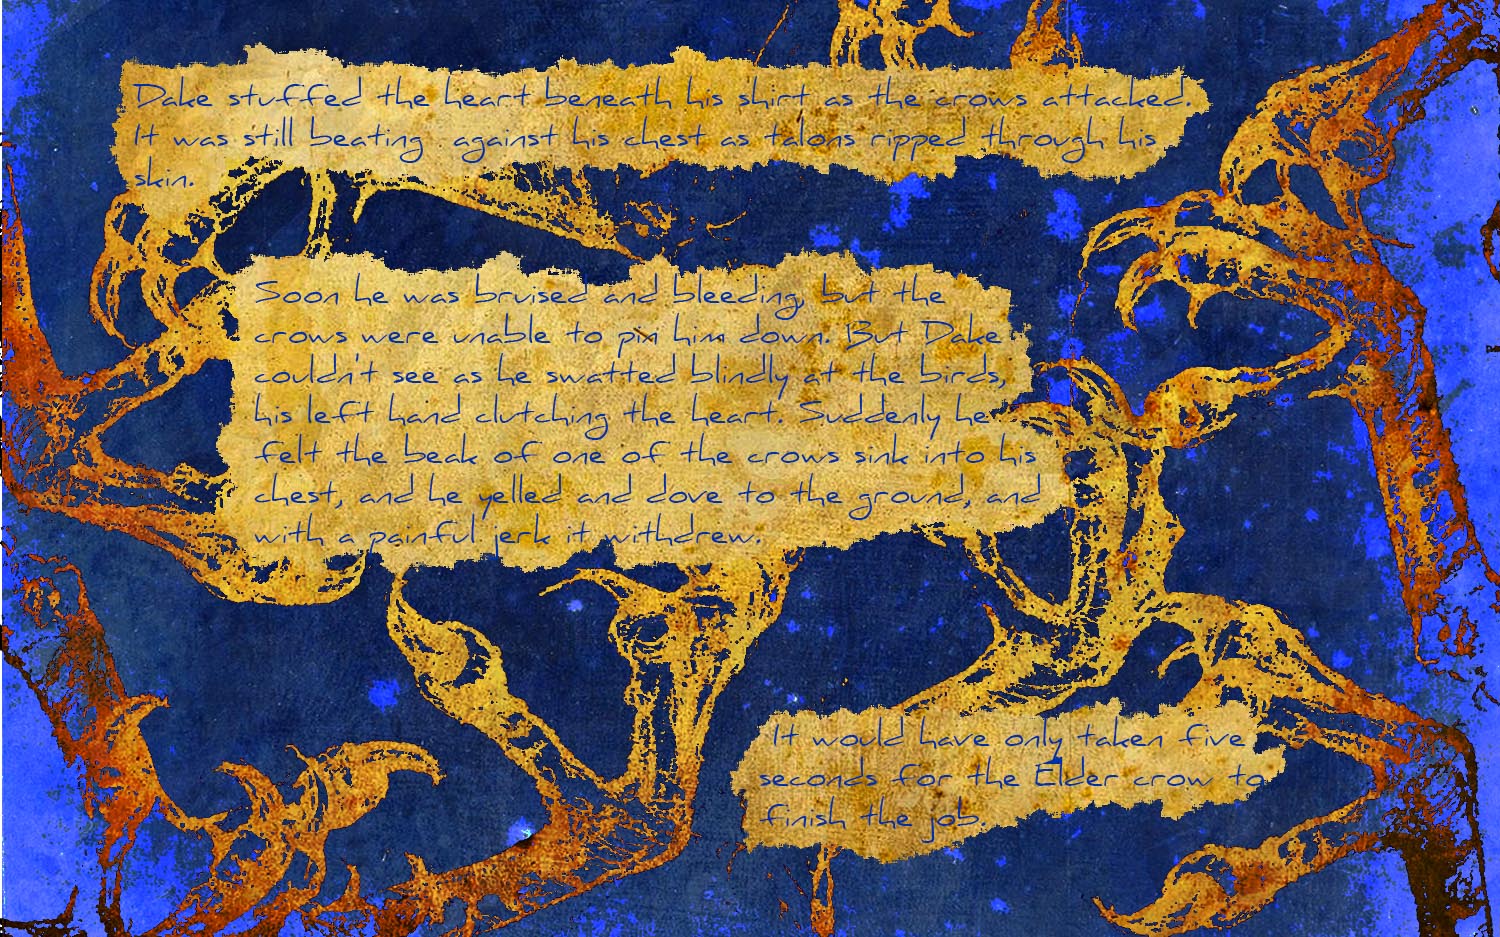 Dake stuffed the heart beneath his shirt as the crows attacked.
It was still beating against his chest as talons ripped through his
skin.
Soon he was bruised and bleeding, but the
crows were unable to pin him down. But Dake
couldn't see as he swatted blindly at the birds,
his left hand clutching the heart. Suddenly he
felt the beak of one of the crows sink into his
chest, and he yelled and dove to the ground, and
with a painful jerk it withdrew.
It would have only taken five
seconds for the Elder crow to
finish the job.